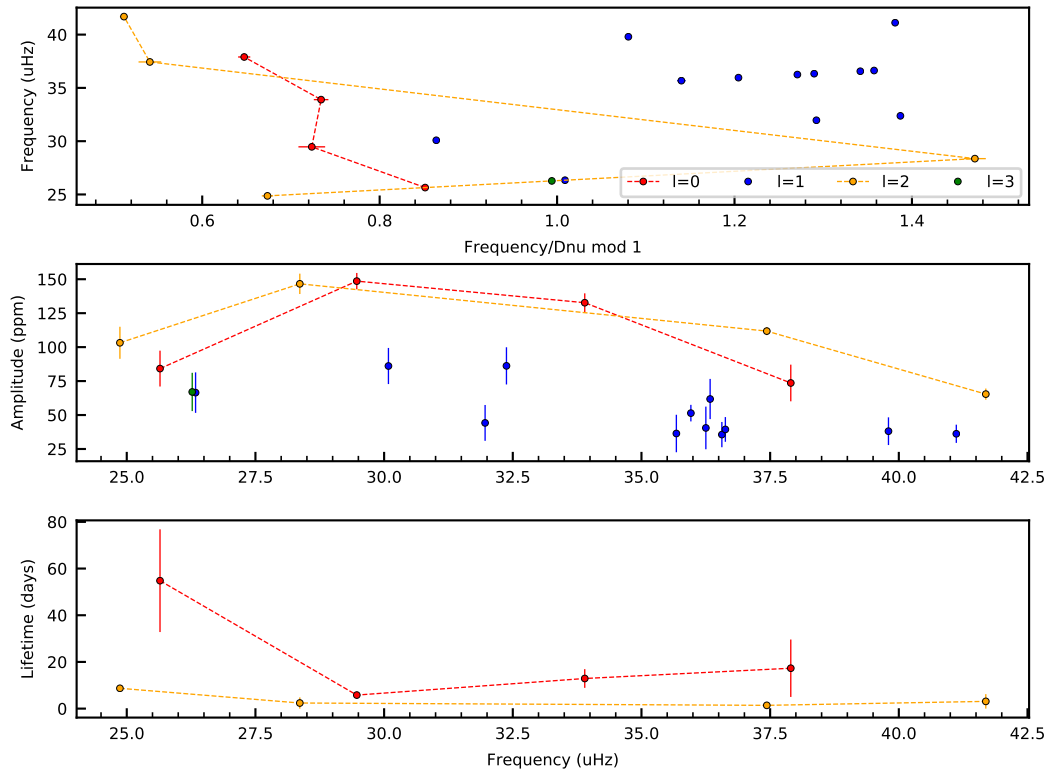 40
35
30
25
Frequency (uHz)
l=0 l=1 l=2 l=3
0.6 0.8 1.0 1.2 1.4
Frequency/Dnu mod 1
150
125
100
75
50
25
Amplitude (ppm)
25.0 27.5 30.0 32.5 35.0 37.5 40.0 42.5
80
60
40
20
0
Lifetime (days)
25.0 27.5 30.0 32.5 35.0 37.5 40.0 42.5
Frequency (uHz)